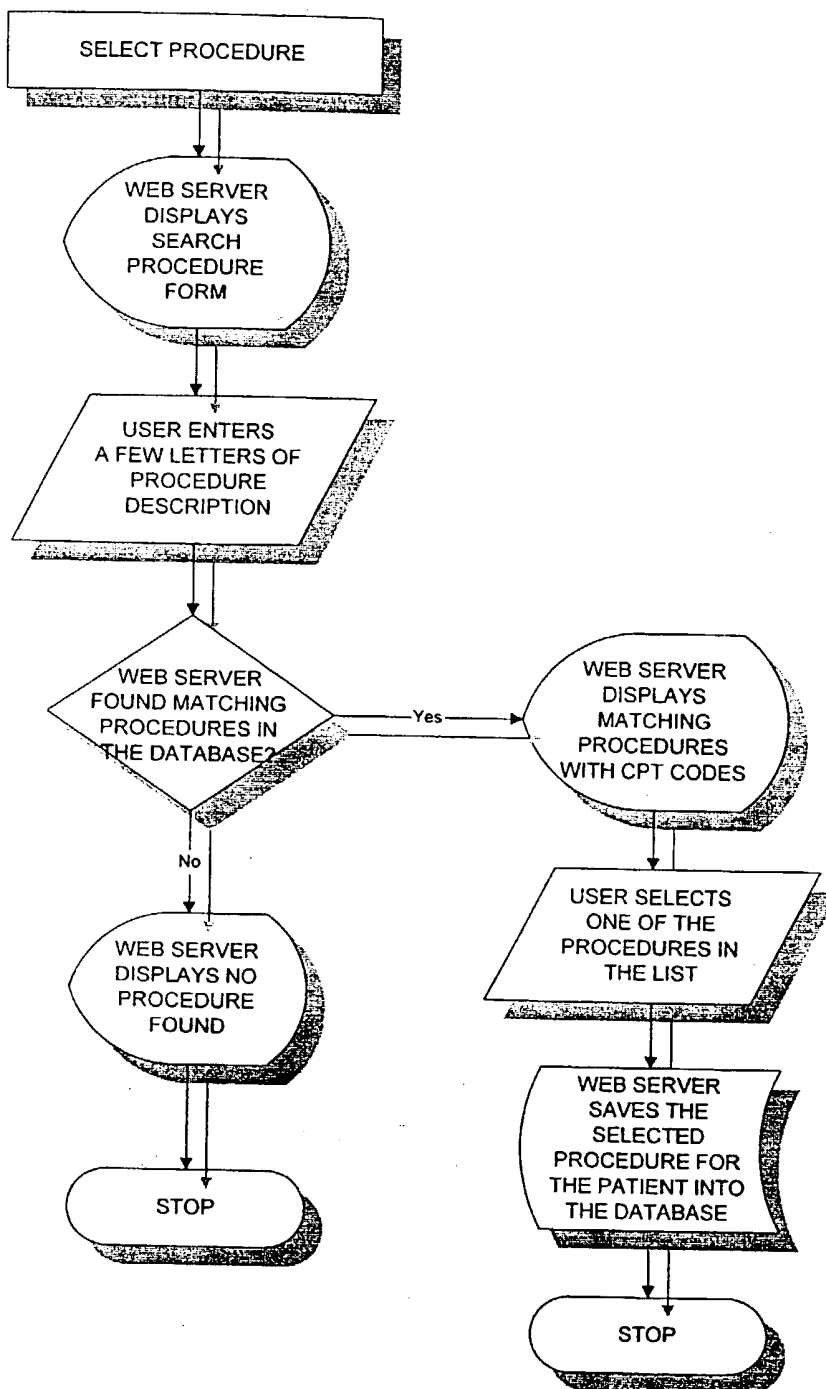 SELECT PROCEDURE
WEB SERVER
DISPLAYS
SEARCH
PROCEDURE
FORM
USER ENTERS
A FEW LETTERS OF
PROCEDURE
DESCRIPTION
WEB SERVER
FOUND MATCHING
PROCEDURES IN
THE DATABASE?
Yes
WEB SERVER
DISPLAYS
MATCHING
PROCEDURES
WITH CPT CODES
No
WEB SERVER
DISPLAYS NO
PROCEDURE
FOUND
STOP
USER SELECTS
ONE OF THE
PROCEDURES IN
THE LIST
WEB SERVER
SAVES THE
SELECTED
PROCEDURE FOR
THE PATIENT INTO
THE DATABASE
STOP